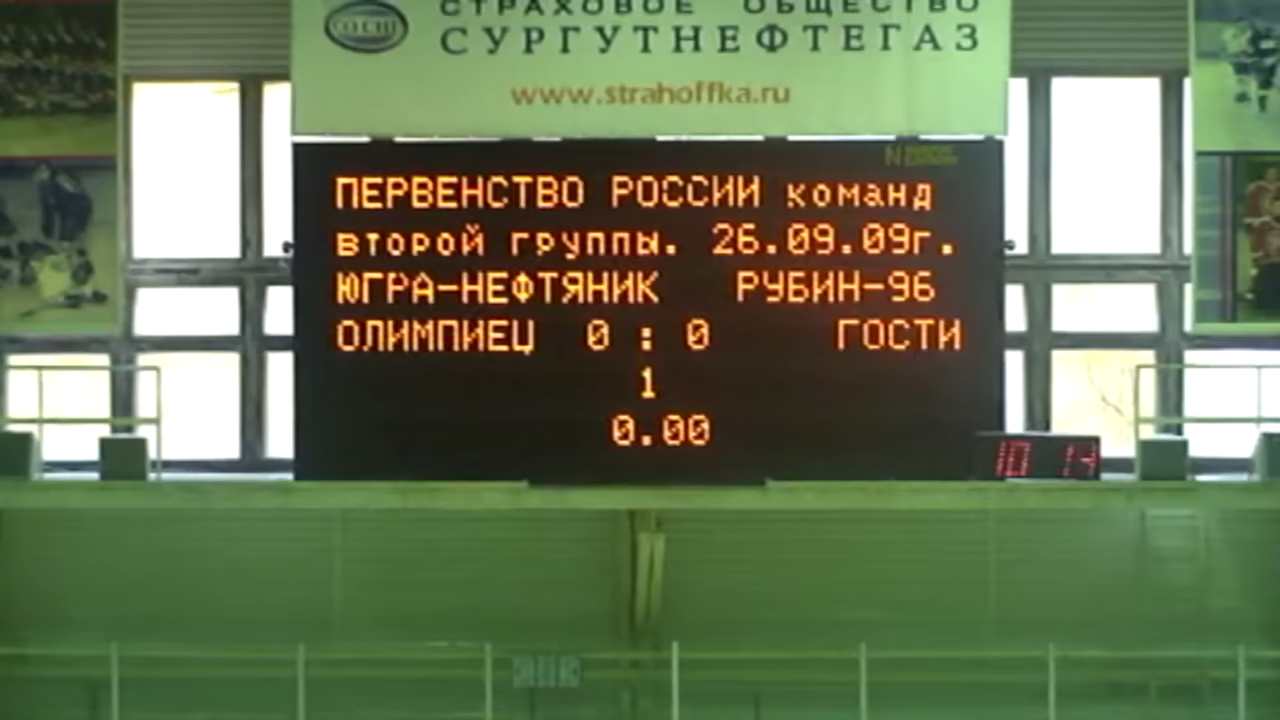 СТРАХОВОЕ ОБЩЕСТВО
СУРГУТНЕФТЕГАЗ
www.strahoffka.ru
ПЕРВЕНСТВО РОССИИ команд
второй группы. 26.09.09г.
ЮГРА-НЕФТЯНИК РУБИН-96
ОЛИМПИЕЦ 0 : 0 ГОСТИ
1
0.00
10 14